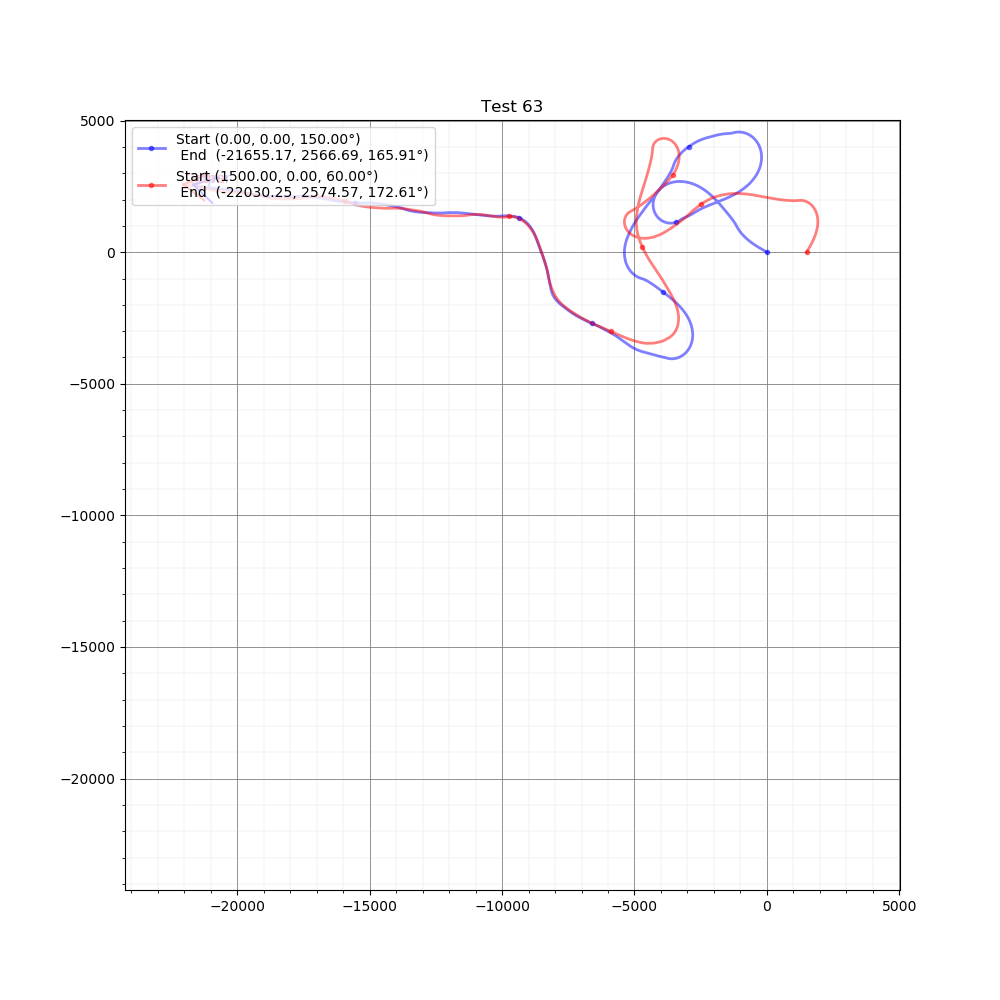 Test 63
5000
0
−5000
−10000
−15000
−20000
Start (0.00, 0.00, 150.00°)
End (-21655.17, 2566.69, 165.91°)
Start (1500.00, 0.00, 60.00°)
End (-22030.25, 2574.57, 172.61°)
−20000
−15000
−10000
−5000
0
5000